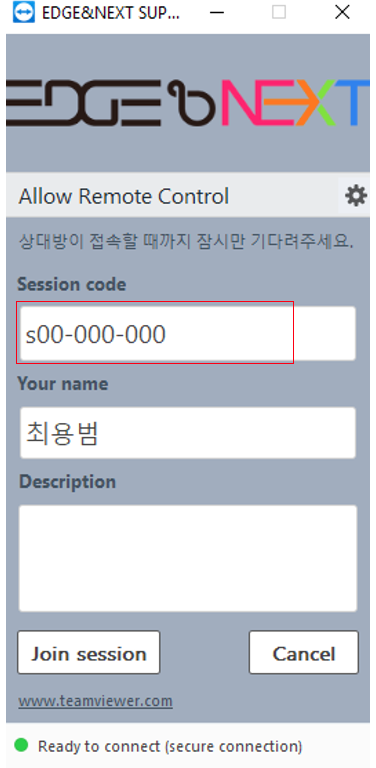 EDGE&NEXT SUP...
EDGE&NEXT
Allow Remote Control
상대방이 접속할 때까지 잠시만 기다려주세요.
Session code
s00-000-000
Your name
최용범
Description
Join session
Cancel
www.teamviewer.com
Ready to connect (secure connection)